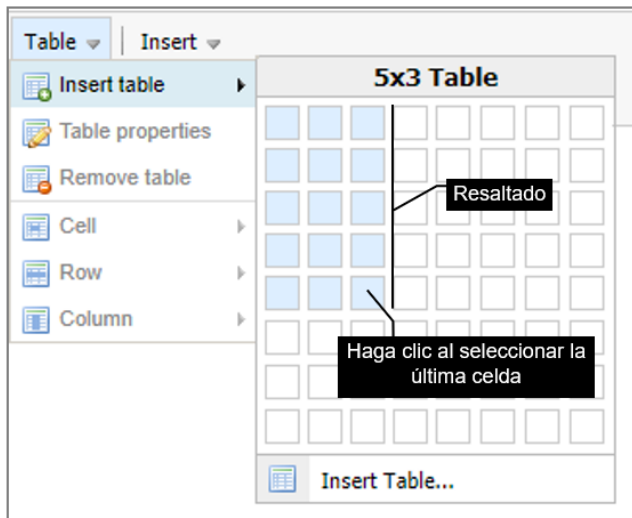 Table
Insert
Insert table
Table properties
Remove table
Cell
Row
Column
5x3 Table
Resaltado
Haga clic al seleccionar la
última celda
Insert Table...